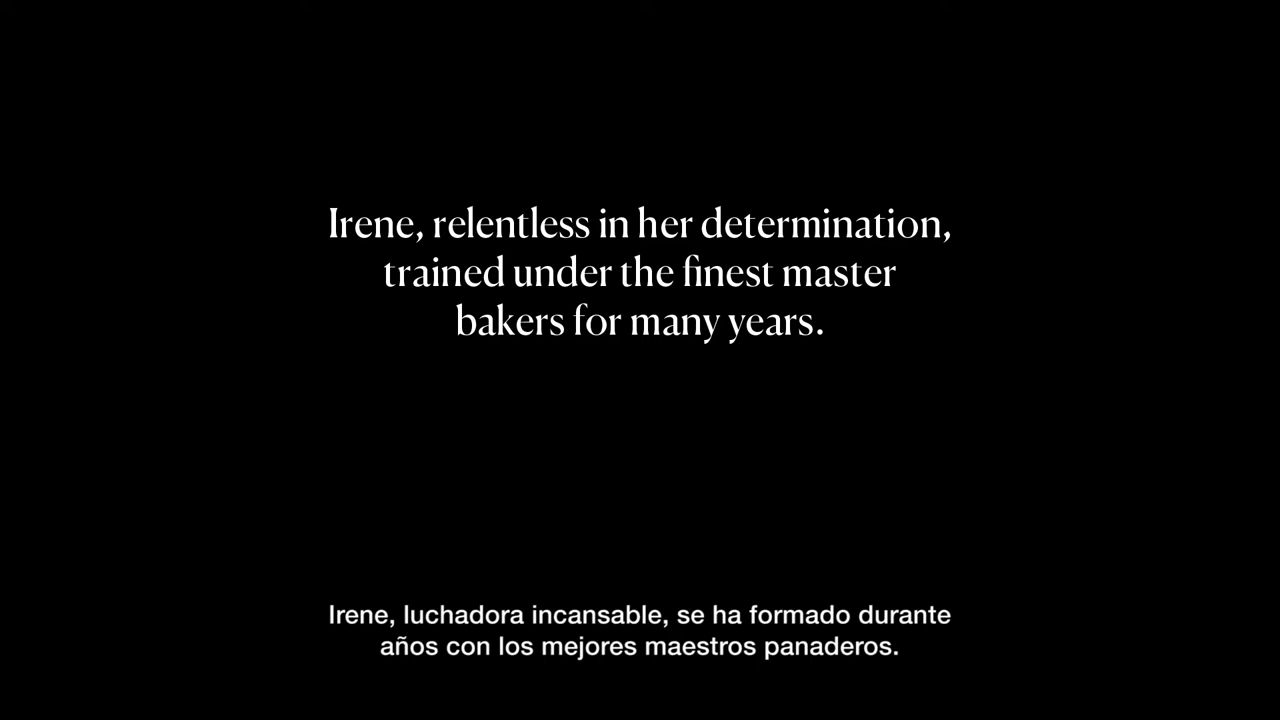 Irene, relentless in her determination,
trained under the finest master
bakers for many years.
Irene, luchadora incansable, se ha formado durante
años con los mejores maestros panaderos.